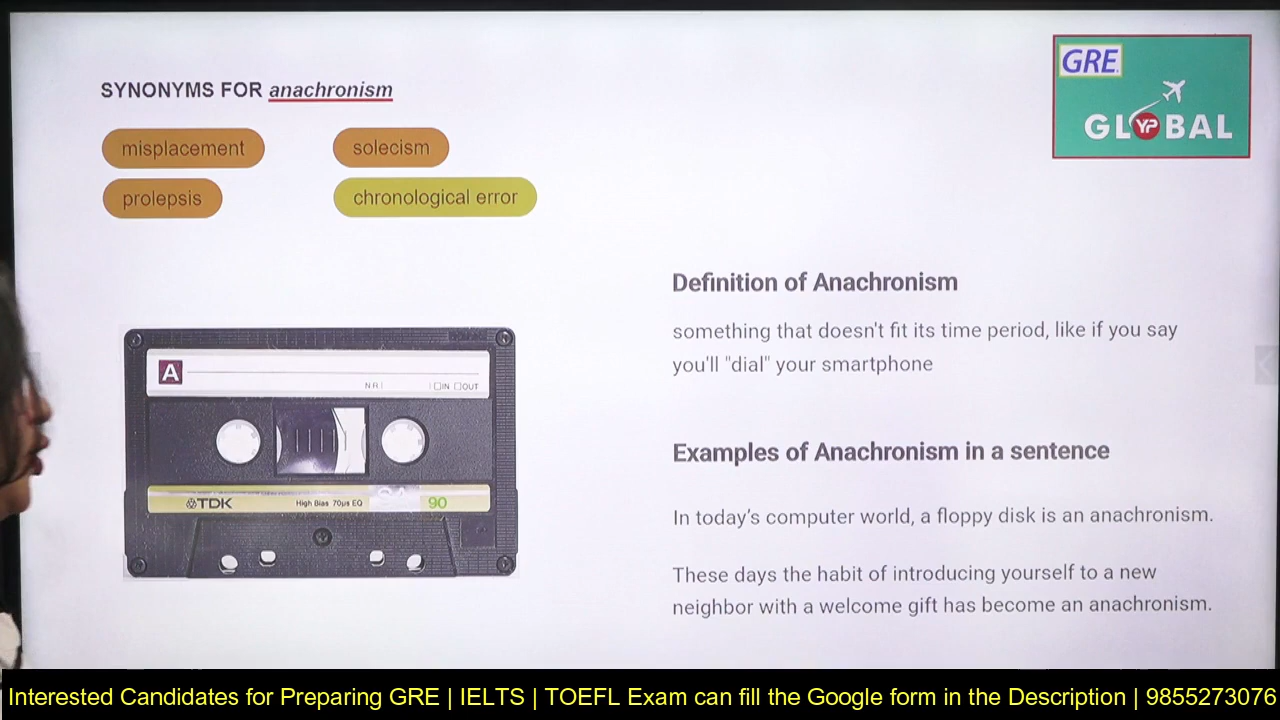 SYNONYMS FOR anachronism
misplacement
solecism
prolepsis
chronological error
GRE
GLOBAL
YP
Definition of Anachronism
something that doesn't fit its time period, like if you say
you'll "dial" your smartphone
Examples of Anachronism in a sentence
In today’s computer world, a floppy disk is an anachronism.
These days the habit of introducing yourself to a new
neighbor with a welcome gift has become an anachronism.
A
IN OUT
TDK
High Bias 70µs EQ
90
Interested Candidates for Preparing GRE | IELTS | TOEFL Exam can fill the Google form in the Description | 9855273076